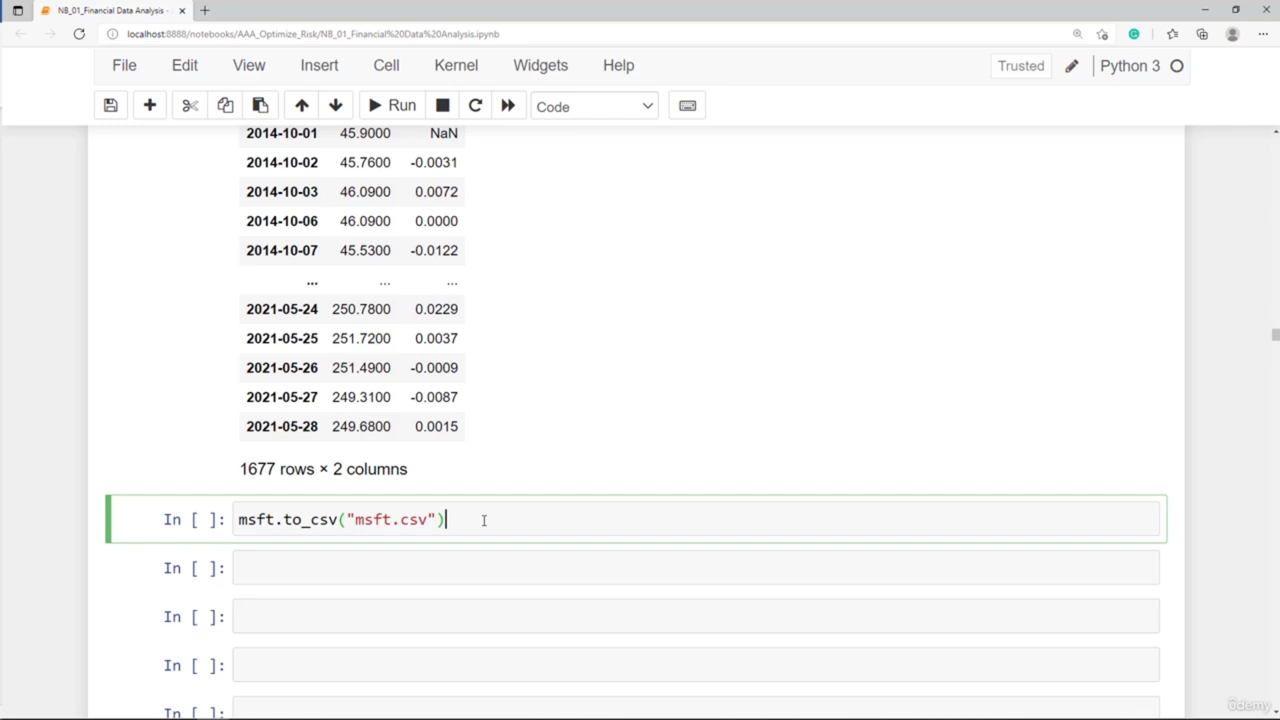 NB_01_Financial Data Analysis -
localhost:8888/notebooks/AAA_Optimize_Risk/NB_01_Financial%20Data%20Analysis.ipynb
File Edit View Insert Cell Kernel Widgets Help Trusted Python 3
Run Code
2014-10-01 45.9000 NaN
2014-10-02 45.7600 -0.0031
2014-10-03 46.0900 0.0072
2014-10-06 46.0900 0.0000
2014-10-07 45.5300 -0.0122
... ... ...
2021-05-24 250.7800 0.0229
2021-05-25 251.7200 0.0037
2021-05-26 251.4900 -0.0009
2021-05-27 249.3100 -0.0087
2021-05-28 249.6800 0.0015
1677 rows × 2 columns
In [ ]: msft.to_csv("msft.csv")
In [ ]:
In [ ]:
In [ ]:
In [ ]:
ûdemy